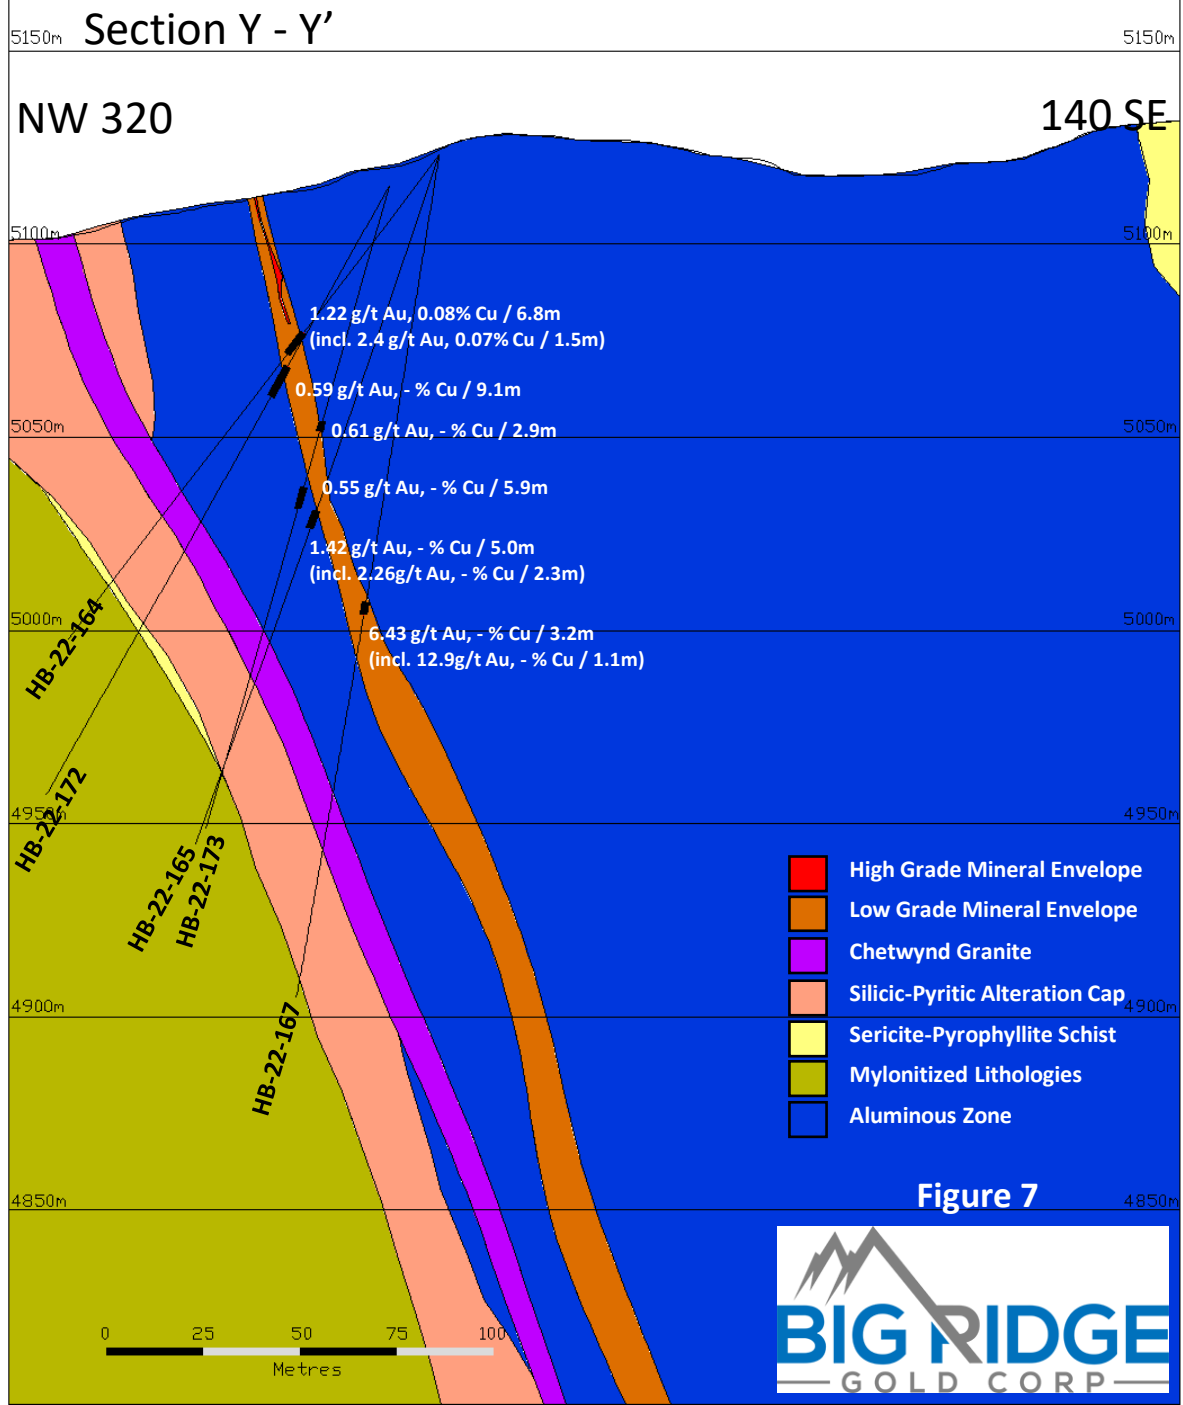 Section Y - Y’
5150m
5150m
NW 320
140 SE
5100m
5100m
1.22 g/t Au, 0.08% Cu / 6.8m
(incl. 2.4 g/t Au, 0.07% Cu / 1.5m)
0.59 g/t Au, - % Cu / 9.1m
5050m
5050m
0.61 g/t Au, - % Cu / 2.9m
0.55 g/t Au, - % Cu / 5.9m
1.42 g/t Au, - % Cu / 5.0m
(incl. 2.26g/t Au, - % Cu / 2.3m)
5000m
5000m
6.43 g/t Au, - % Cu / 3.2m
(incl. 12.9g/t Au, - % Cu / 1.1m)
HB-22-164
HB-22-172
4950m
4950m
HB-22-165
HB-22-173
HB-22-167
High Grade Mineral Envelope
Low Grade Mineral Envelope
Chetwynd Granite
Silicic-Pyritic Alteration Cap
4900m
4900m
Sericite-Pyrophyllite Schist
Mylonitized Lithologies
Aluminous Zone
Figure 7
4850m
4850m
0 25 50 75 100
Metres
BIG RIDGE
GOLD CORP